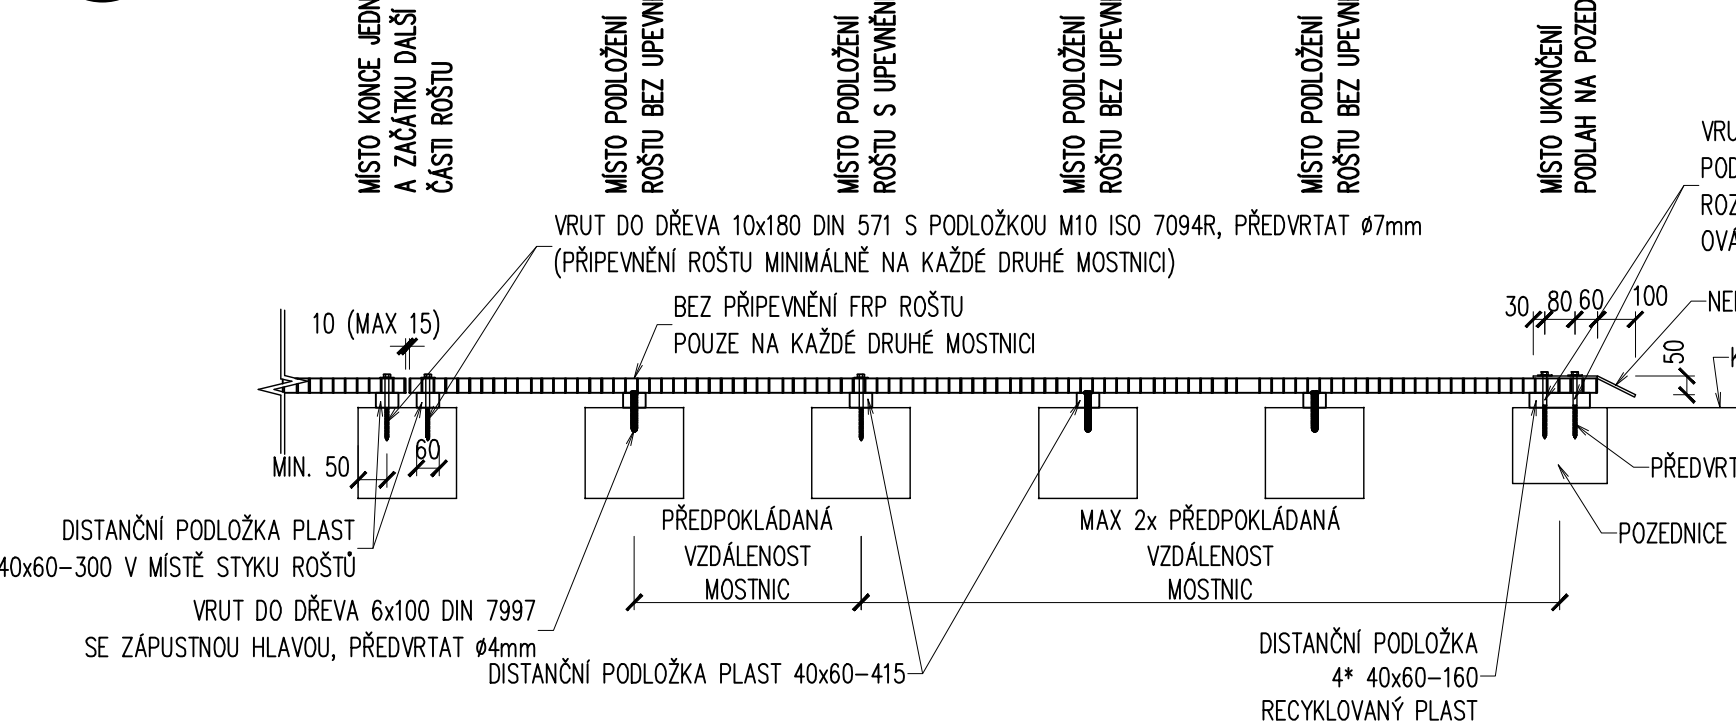 MÍSTO KONCE
A ZAČÁTKU DALŠÍ
ČÁSTI ROŠTU
MÍSTO PODLOŽENÍ
ROŠTU BEZ
MÍSTO PODLOŽENÍ
ROŠTU S UPEVNĚN
MÍSTO PODLOŽENÍ
ROŠTU BEZ
MÍSTO PODLOŽENÍ
ROŠTU BEZ
MÍSTO UKONČENÍ
PODLAH NA
VRUT DO DŘEVA 10x180 DIN 571 S PODLOŽKOU M10 ISO 7094R, PŘEDVRTAT ø7mm
(PŘIPEVNĚNÍ ROŠTU MINIMÁLNĚ NA KAŽDÉ DRUHÉ MOSTNICI)
BEZ PŘIPEVNĚNÍ FRP ROŠTU
POUZE NA KAŽDÉ DRUHÉ MOSTNICI
10 (MAX 15)
30 80 60 100
50
MIN. 50
60
DISTANČNÍ PODLOŽKA PLAST
40x60-300 V MÍSTĚ STYKU ROŠTŮ
VRUT DO DŘEVA 6x100 DIN 7997
SE ZÁPUSTNOU HLAVOU, PŘEDVRTAT ø4mm
DISTANČNÍ PODLOŽKA PLAST 40x60-415
PŘEDPOKLÁDANÁ
VZDÁLENOST
MOSTNIC
MAX 2x PŘEDPOKLÁDANÁ
VZDÁLENOST
MOSTNIC
DISTANČNÍ PODLOŽKA
4* 40x60-160
RECYKLOVANÝ PLAST
VRU
POD
ROZ
OVÁ
PŘEDVRT
POZEDNICE